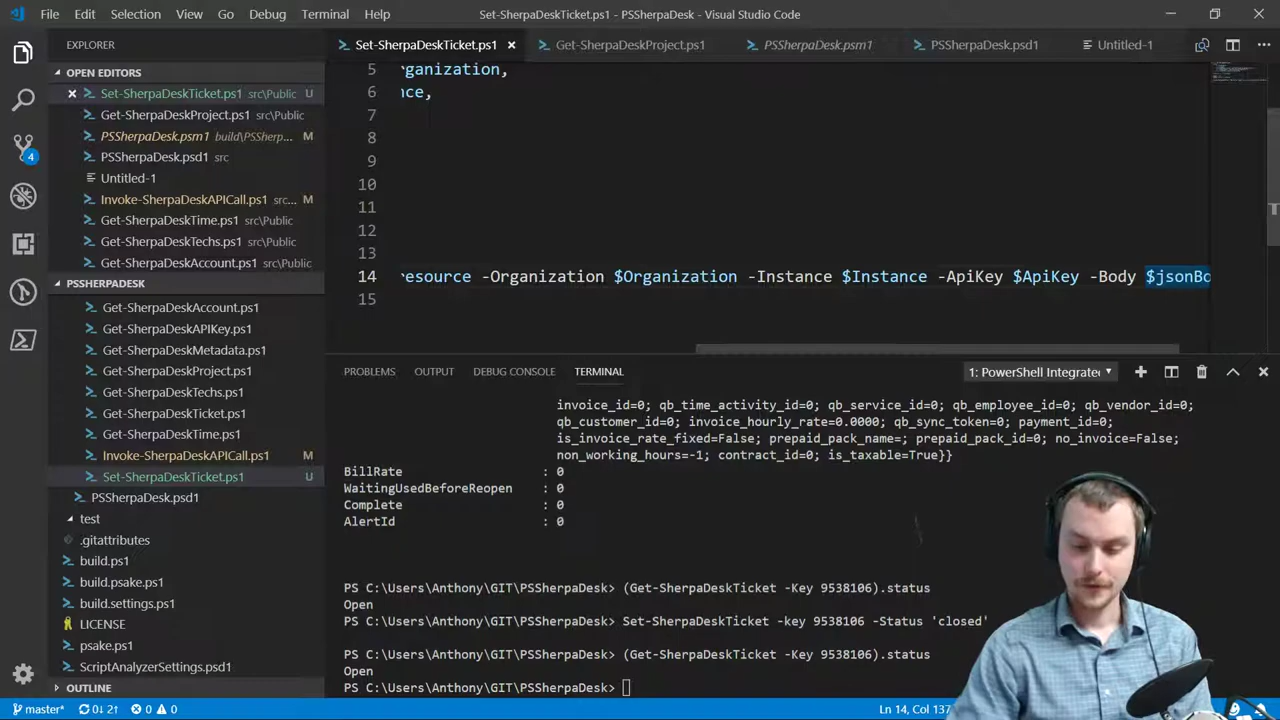 File Edit Selection View Go Debug Terminal Help
Set-SherpaDeskTicket.ps1 - PSSherpaDesk - Visual Studio Code
EXPLORER
Set-SherpaDeskTicket.ps1
Get-SherpaDeskProject.ps1
PSSherpaDesk.psm1
PSSherpaDesk.psd1
Untitled-1
OPEN EDITORS
Set-SherpaDeskTicket.ps1 src\Public U
Get-SherpaDeskProject.ps1 src\Public
PSSherpaDesk.psm1 build\PSSherp... M
PSSherpaDesk.psd1 src
Untitled-1
Invoke-SherpaDeskAPICall.ps1 src... M
Get-SherpaDeskTime.ps1 src\Public
Get-SherpaDeskTechs.ps1 src\Public
Get-SherpaDeskAccount.ps1 src\Public
4
PSSHERPADESK
Get-SherpaDeskAccount.ps1
Get-SherpaDeskAPIKey.ps1
Get-SherpaDeskMetadata.ps1
Get-SherpaDeskProject.ps1
Get-SherpaDeskTechs.ps1
Get-SherpaDeskTicket.ps1
Get-SherpaDeskTime.ps1
Invoke-SherpaDeskAPICall.ps1 M
Set-SherpaDeskTicket.ps1 U
PSSherpaDesk.psd1
test
.gitattributes
build.ps1
build.psake.ps1
build.settings.ps1
LICENSE
psake.ps1
ScriptAnalyzerSettings.psd1
OUTLINE
5 rganization,
6 nce,
7
8
9
10
11
12
13
14 resource -Organization $Organization -Instance $Instance -ApiKey $ApiKey -Body $jsonBo
15
PROBLEMS OUTPUT DEBUG CONSOLE TERMINAL
1: PowerShell Integrate
invoice_id=0; qb_time_activity_id=0; qb_service_id=0; qb_employee_id=0; qb_vendor_id=0;
qb_customer_id=0; invoice_hourly_rate=0.0000; qb_sync_token=0; payment_id=0;
is_invoice_rate_fixed=False; prepaid_pack_name=; prepaid_pack_id=0; no_invoice=False;
non_working_hours=-1; contract_id=0; is_taxable=True}}
BillRate : 0
WaitingUsedBeforeReopen : 0
Complete : 0
AlertId : 0
PS C:\Users\Anthony\GIT\PSSherpaDesk> (Get-SherpaDeskTicket -Key 9538106).status
Open
PS C:\Users\Anthony\GIT\PSSherpaDesk> Set-SherpaDeskTicket -key 9538106 -Status 'closed'
PS C:\Users\Anthony\GIT\PSSherpaDesk> (Get-SherpaDeskTicket -Key 9538106).status
Open
PS C:\Users\Anthony\GIT\PSSherpaDesk>
master* 0↓ 2↑ 0 0
Ln 14, Col 137